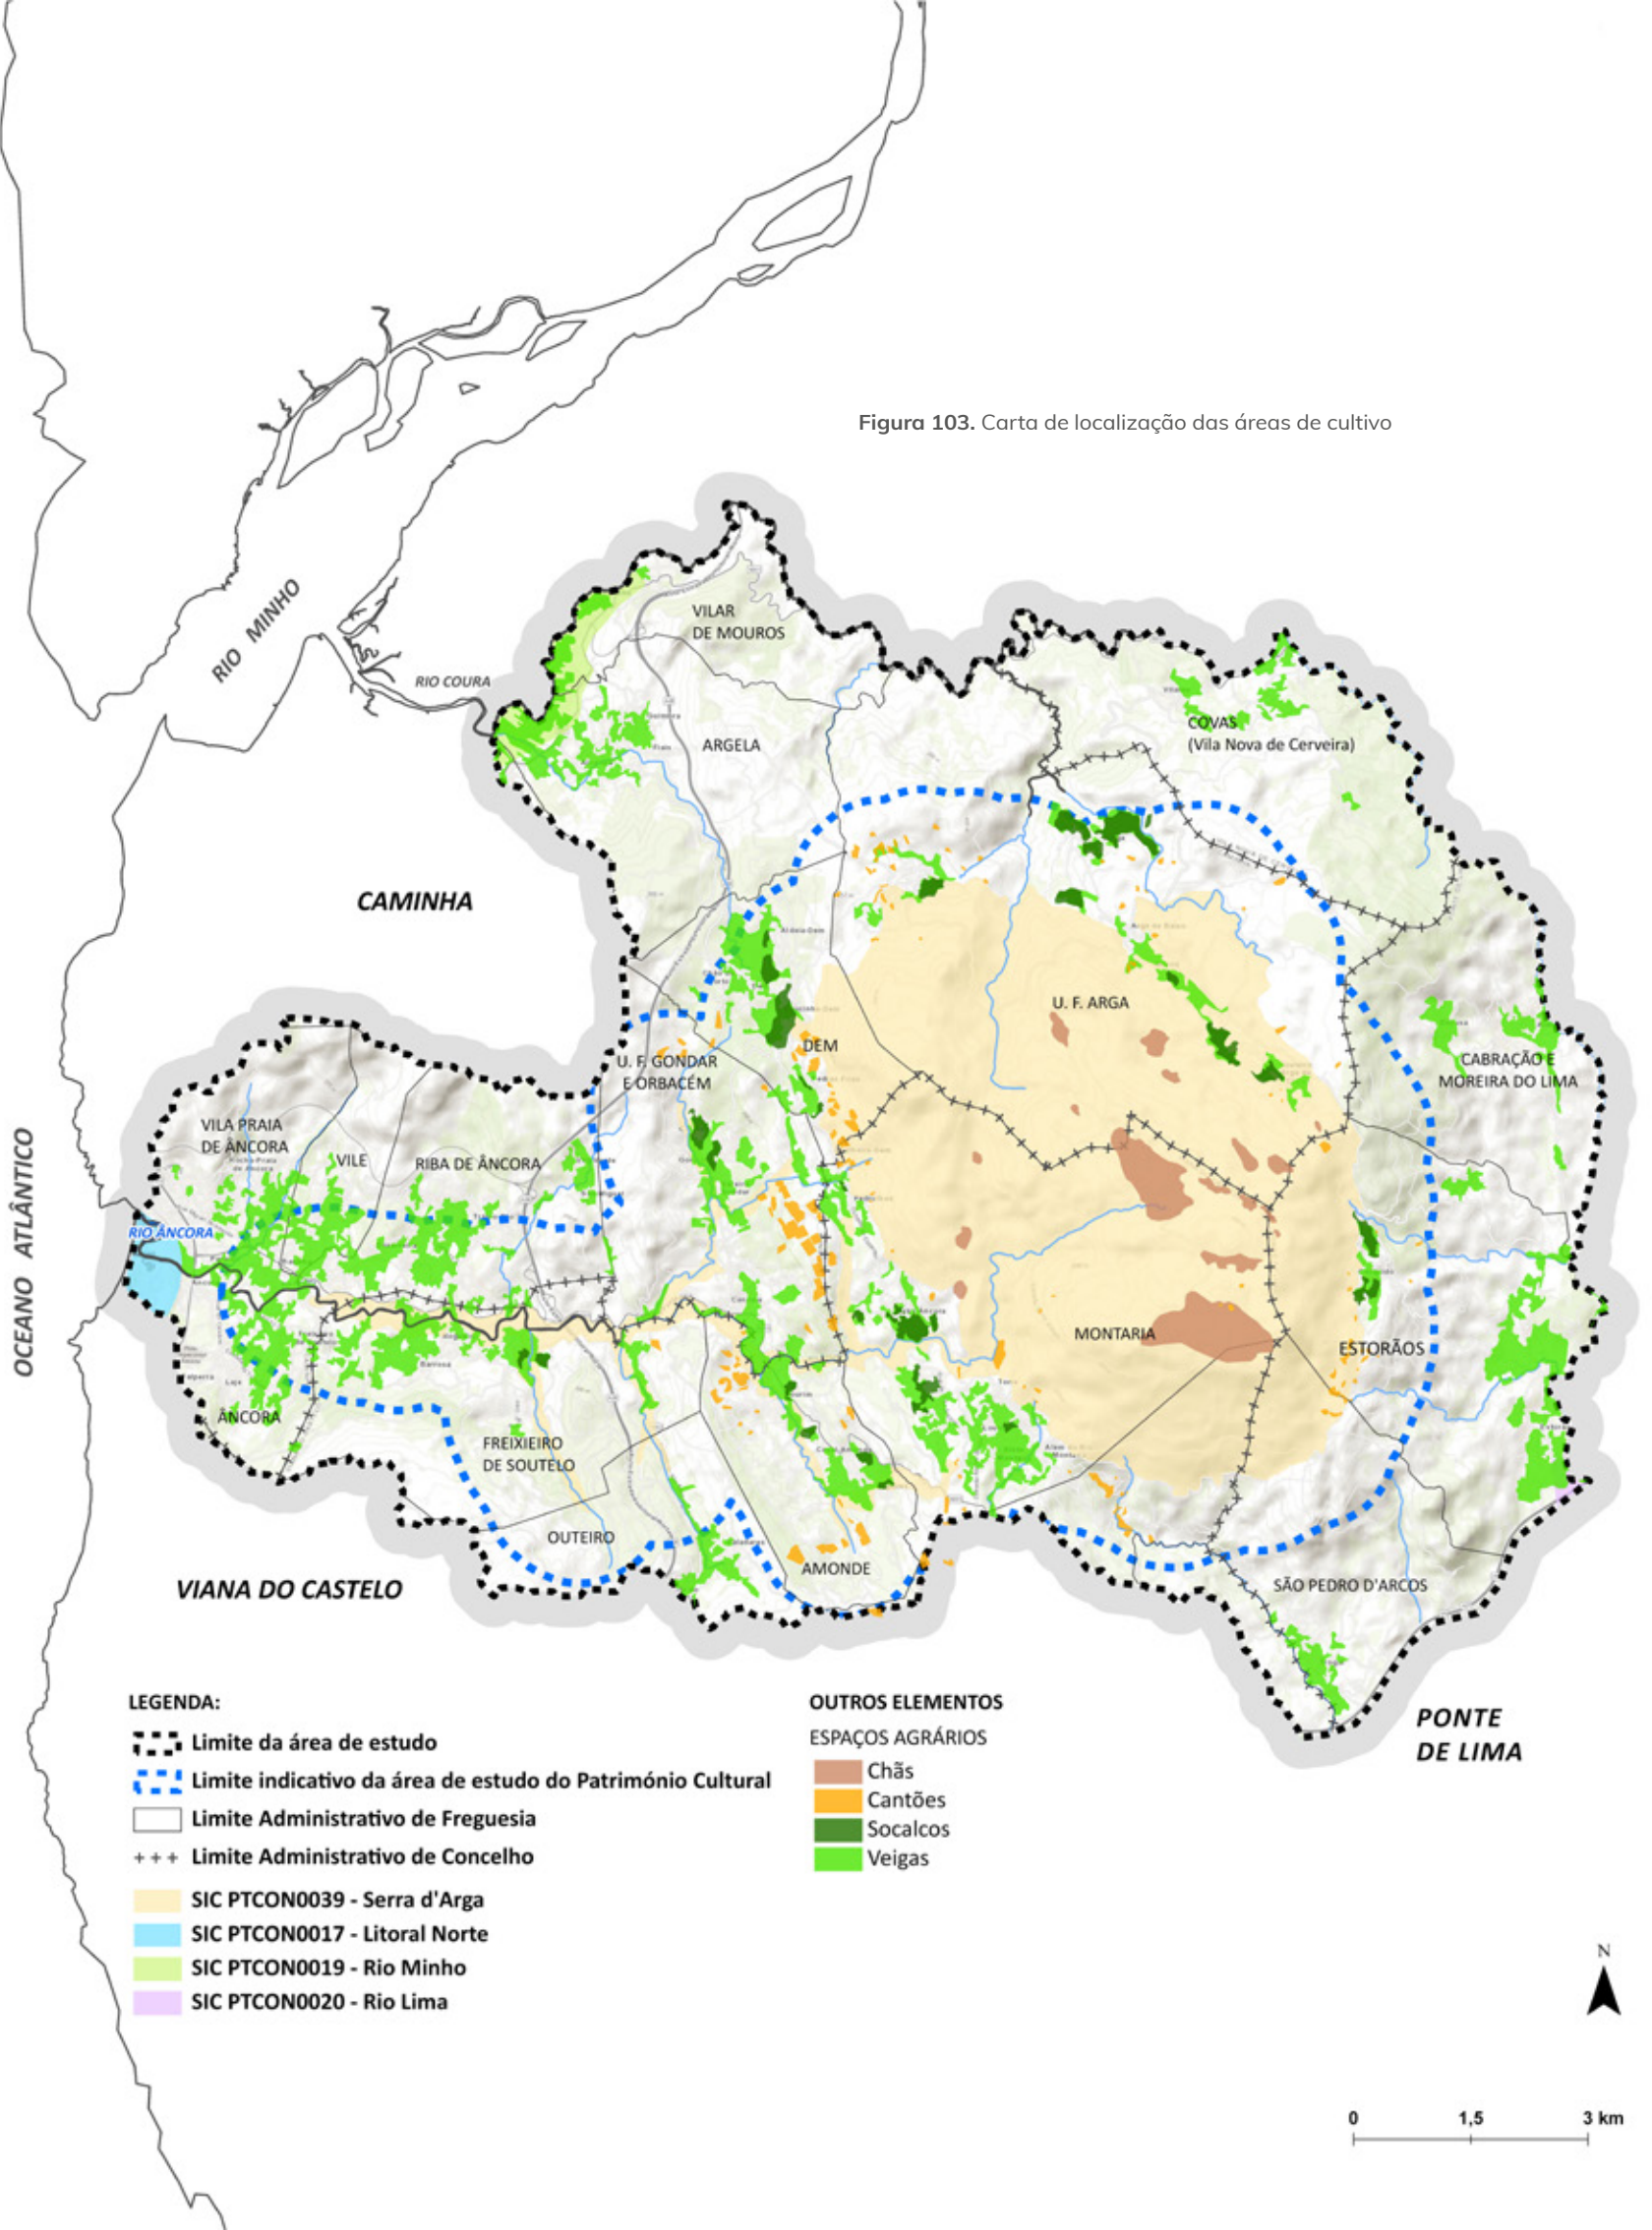 Figura 103. Carta de localização das áreas de cultivo
RIO MINHO
RIO COURA
VILAR
DE MOUROS
ARGELA
COVAS
(Vila Nova de Cerveira)
CAMINHA
U. F. ARGA
DEM
U. F. GONDAR
E ORBACÉM
CABRAÇÃO E
MOREIRA DO LIMA
VILA PRAIA
DE ÂNCORA
VILE
RIBA DE ÂNCORA
OCEANO ATLÂNTICO
RIO ÂNCORA
MONTARIA
ESTORÃOS
ÂNCORA
FREIXIEIRO
DE SOUTELO
OUTEIRO
AMONDE
SÃO PEDRO D'ARCOS
VIANA DO CASTELO
PONTE
DE LIMA
LEGENDA:
Limite da área de estudo
Limite indicativo da área de estudo do Património Cultural
Limite Administrativo de Freguesia
Limite Administrativo de Concelho
SIC PTCON0039 - Serra d'Arga
SIC PTCON0017 - Litoral Norte
SIC PTCON0019 - Rio Minho
SIC PTCON0020 - Rio Lima
OUTROS ELEMENTOS
ESPAÇOS AGRÁRIOS
Chãs
Cantões
Socalcos
Veigas
N
0 1,5 3 km